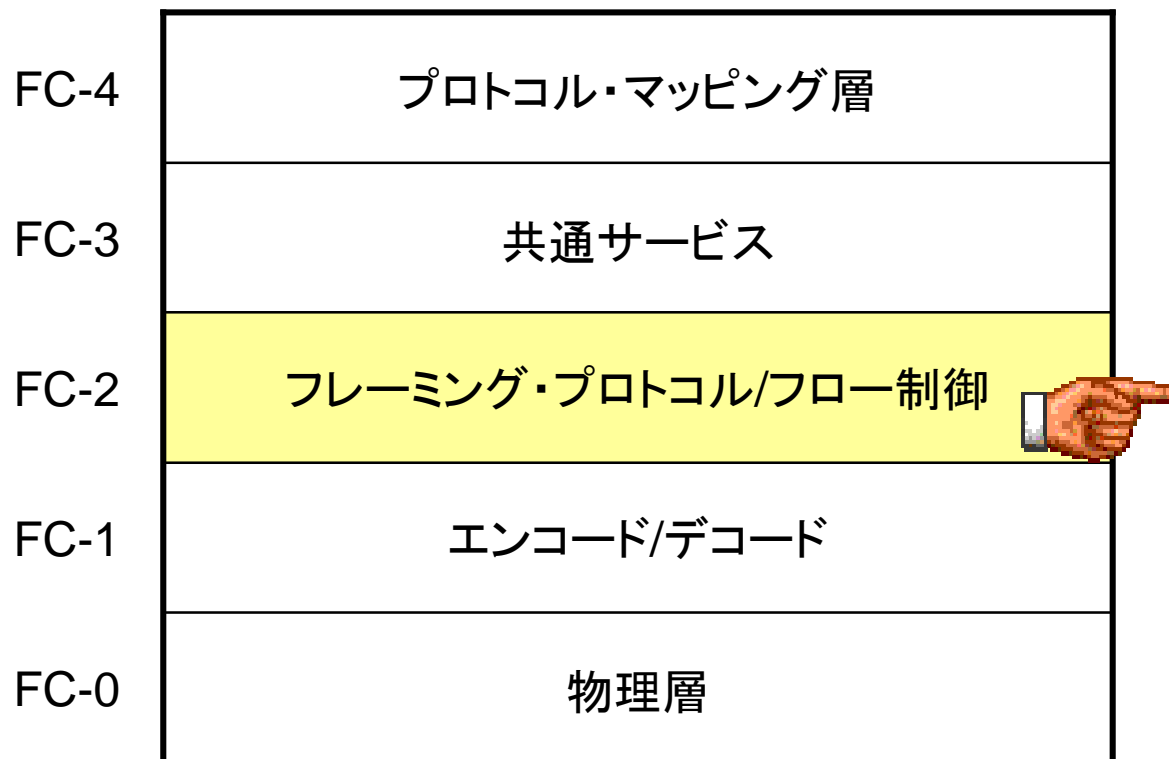 FC-4 プロトコル・マッピング層
FC-3 共通サービス
FC-2 フレーミング・プロトコル/フロー制御
FC-1 エンコード/デコード
FC-0 物理層